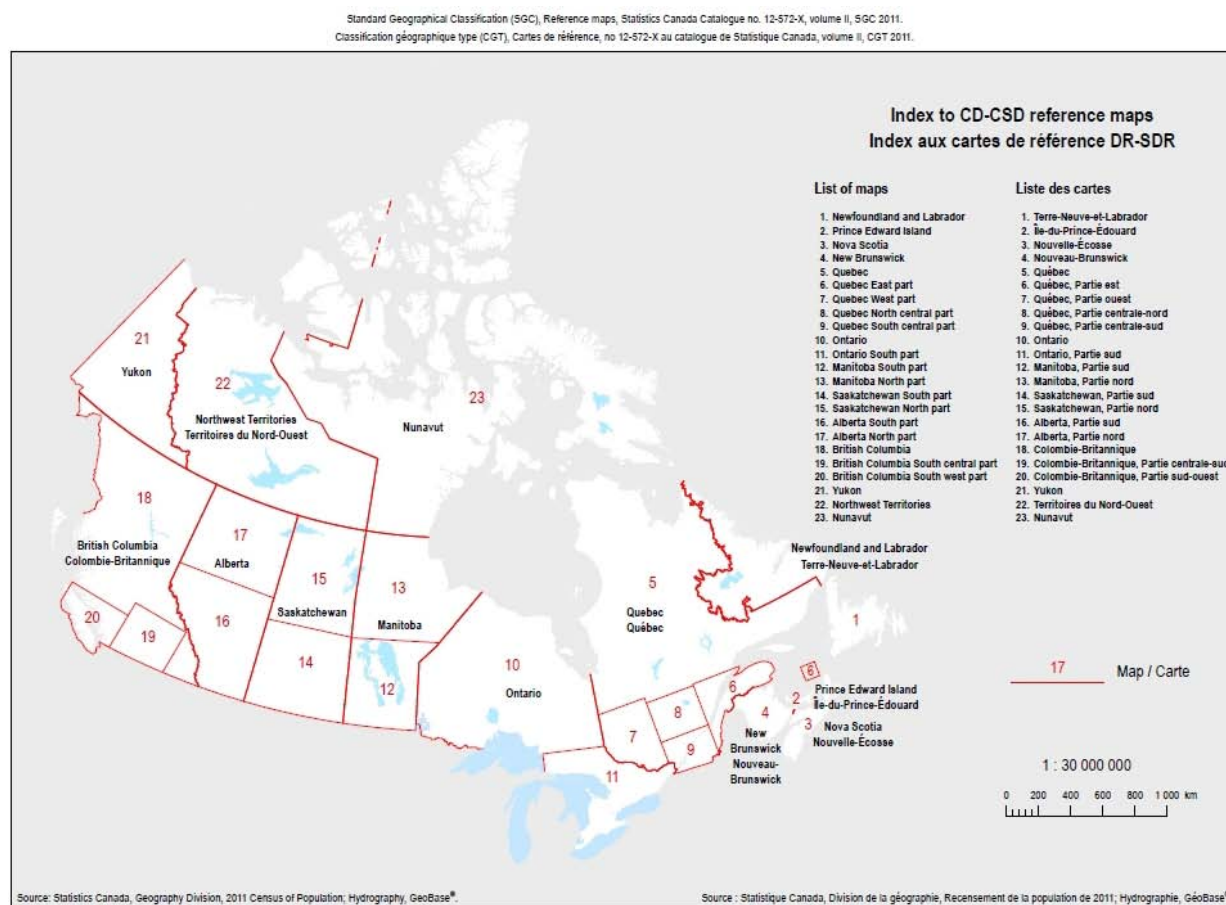 Standard Geographical Classification (SGC), Reference maps, Statistics Canada Catalogue no. 12-572-X, volume II, SGC 2011.
Classification géographique type (CGT), Cartes de référence, no 12-572-X au catalogue de Statistique Canada, volume II, CGT 2011.
Index to CD-CSD reference maps
Index aux cartes de référence DR-SDR
List of maps
1. Newfoundland and Labrador
2. Prince Edward Island
3. Nova Scotia
4. New Brunswick
5. Quebec
6. Quebec East part
7. Quebec West part
8. Quebec North central part
9. Quebec South central part
10. Ontario
11. Ontario South part
12. Manitoba South part
13. Manitoba North part
14. Saskatchewan South part
15. Saskatchewan North part
16. Alberta South part
17. Alberta North part
18. British Columbia
19. British Columbia South central part
20. British Columbia South west part
21. Yukon
22. Northwest Territories
23. Nunavut
Liste des cartes
1. Terre-Neuve-et-Labrador
2. Île-du-Prince-Édouard
3. Nouvelle-Écosse
4. Nouveau-Brunswick
5. Québec
6. Québec, Partie est
7. Québec, Partie ouest
8. Québec, Partie centrale-nord
9. Québec, Partie centrale-sud
10. Ontario
11. Ontario, Partie sud
12. Manitoba, Partie sud
13. Manitoba, Partie nord
14. Saskatchewan, Partie sud
15. Saskatchewan, Partie nord
16. Alberta, Partie sud
17. Alberta, Partie nord
18. Colombie-Britannique
19. Colombie-Britannique, Partie centrale-sud
20. Colombie-Britannique, Partie sud-ouest
21. Yukon
22. Territoires du Nord-Ouest
23. Nunavut
21
Yukon
22
Northwest Territories
Territoires du Nord-Ouest
23
Nunavut
18
British Columbia
Colombie-Britannique
17
Alberta
15
Saskatchewan
13
Manitoba
5
Quebec
Québec
Newfoundland and Labrador
Terre-Neuve-et-Labrador
1
20
19
16
14
12
10
Ontario
7
8
9
6
4
New
Brunswick
Nouveau-
Brunswick
6
2
Prince Edward Island
Île-du-Prince-Édouard
3
Nova Scotia
Nouvelle-Écosse
11
17
Map / Carte
1 : 30 000 000
0 200 400 600 800 1 000 km
Source: Statistics Canada, Geography Division, 2011 Census of Population; Hydrography, GeoBase®.
Source : Statistique Canada, Division de la géographie, Recensement de la population de 2011; Hydrographie, GéoBase